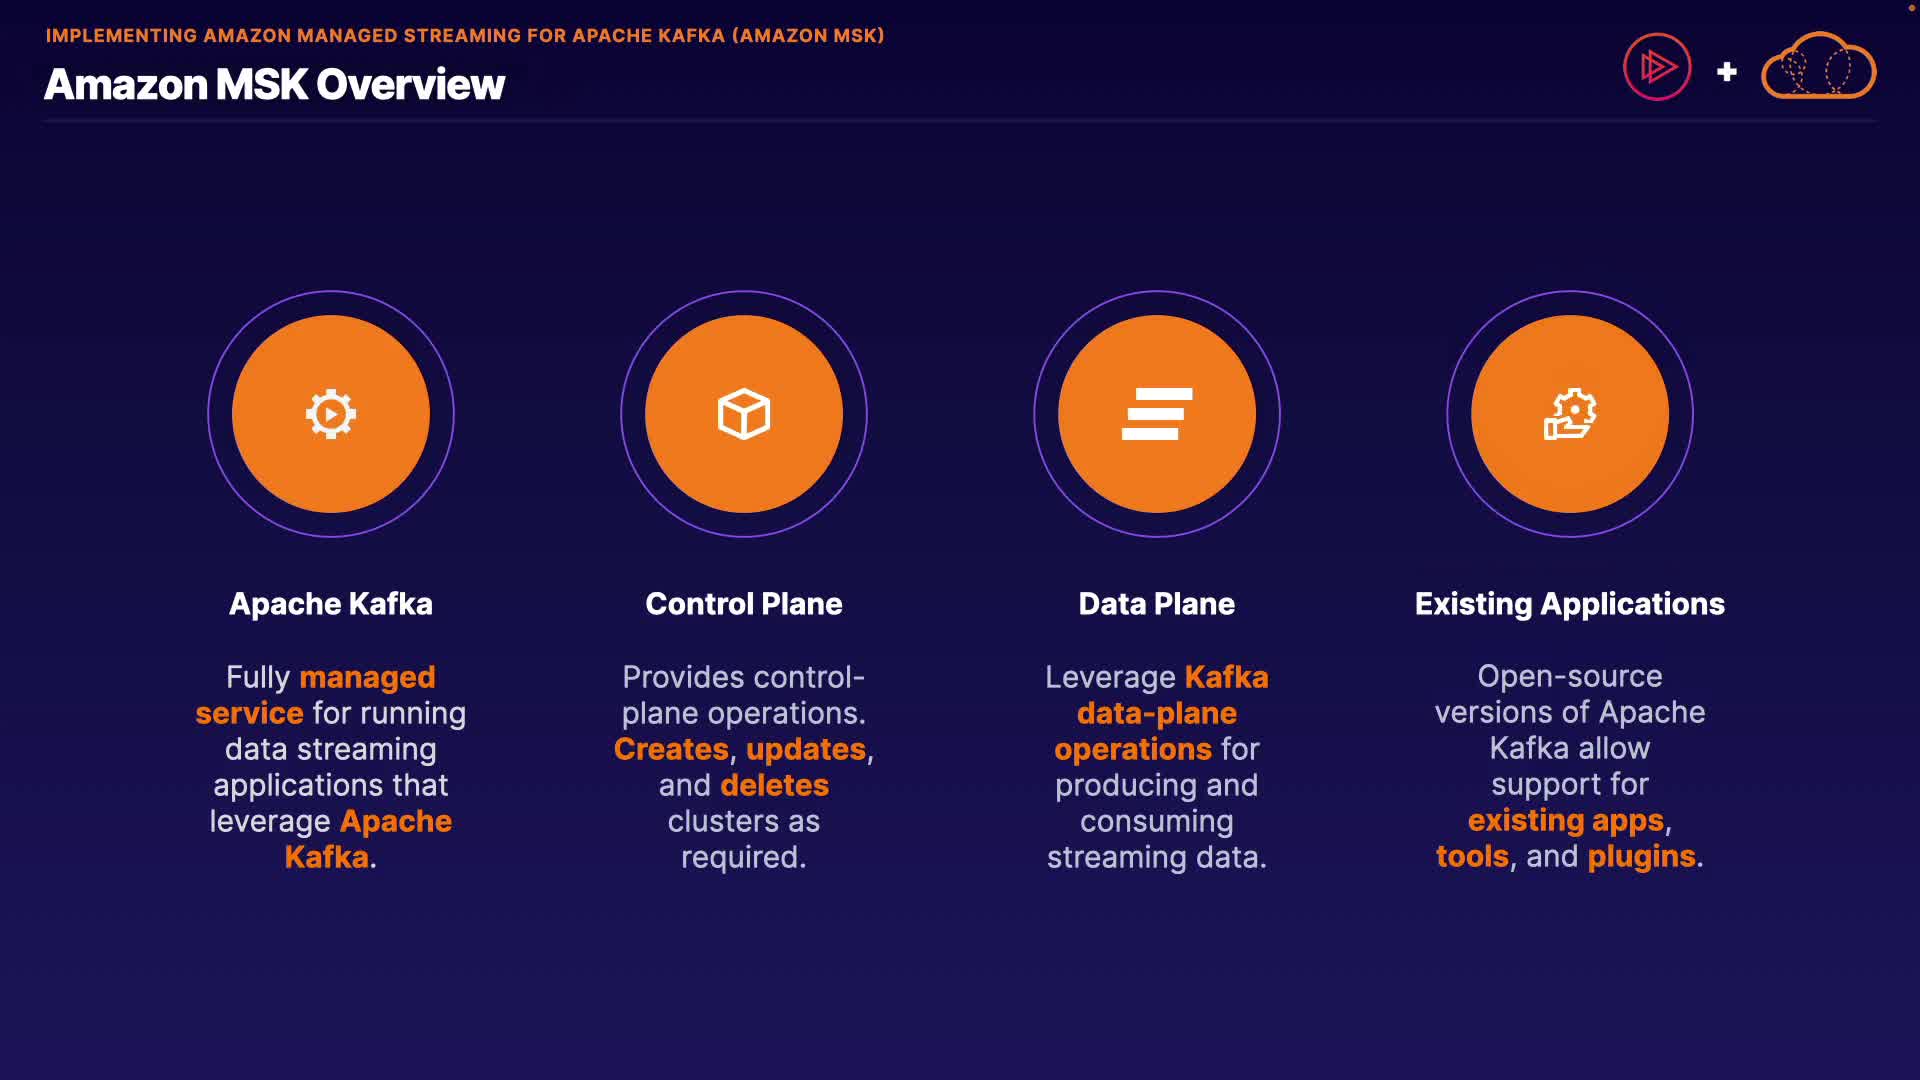 IMPLEMENTING AMAZON MANAGED STREAMING FOR APACHE KAFKA (AMAZON MSK)
Amazon MSK Overview
Apache Kafka
Fully managed
service for running
data streaming
applications that
leverage Apache
Kafka.
Control Plane
Provides control-
plane operations.
Creates, updates,
and deletes
clusters as
required.
Data Plane
Leverage Kafka
data-plane
operations for
producing and
consuming
streaming data.
Existing Applications
Open-source
versions of Apache
Kafka allow
support for
existing apps,
tools, and plugins.